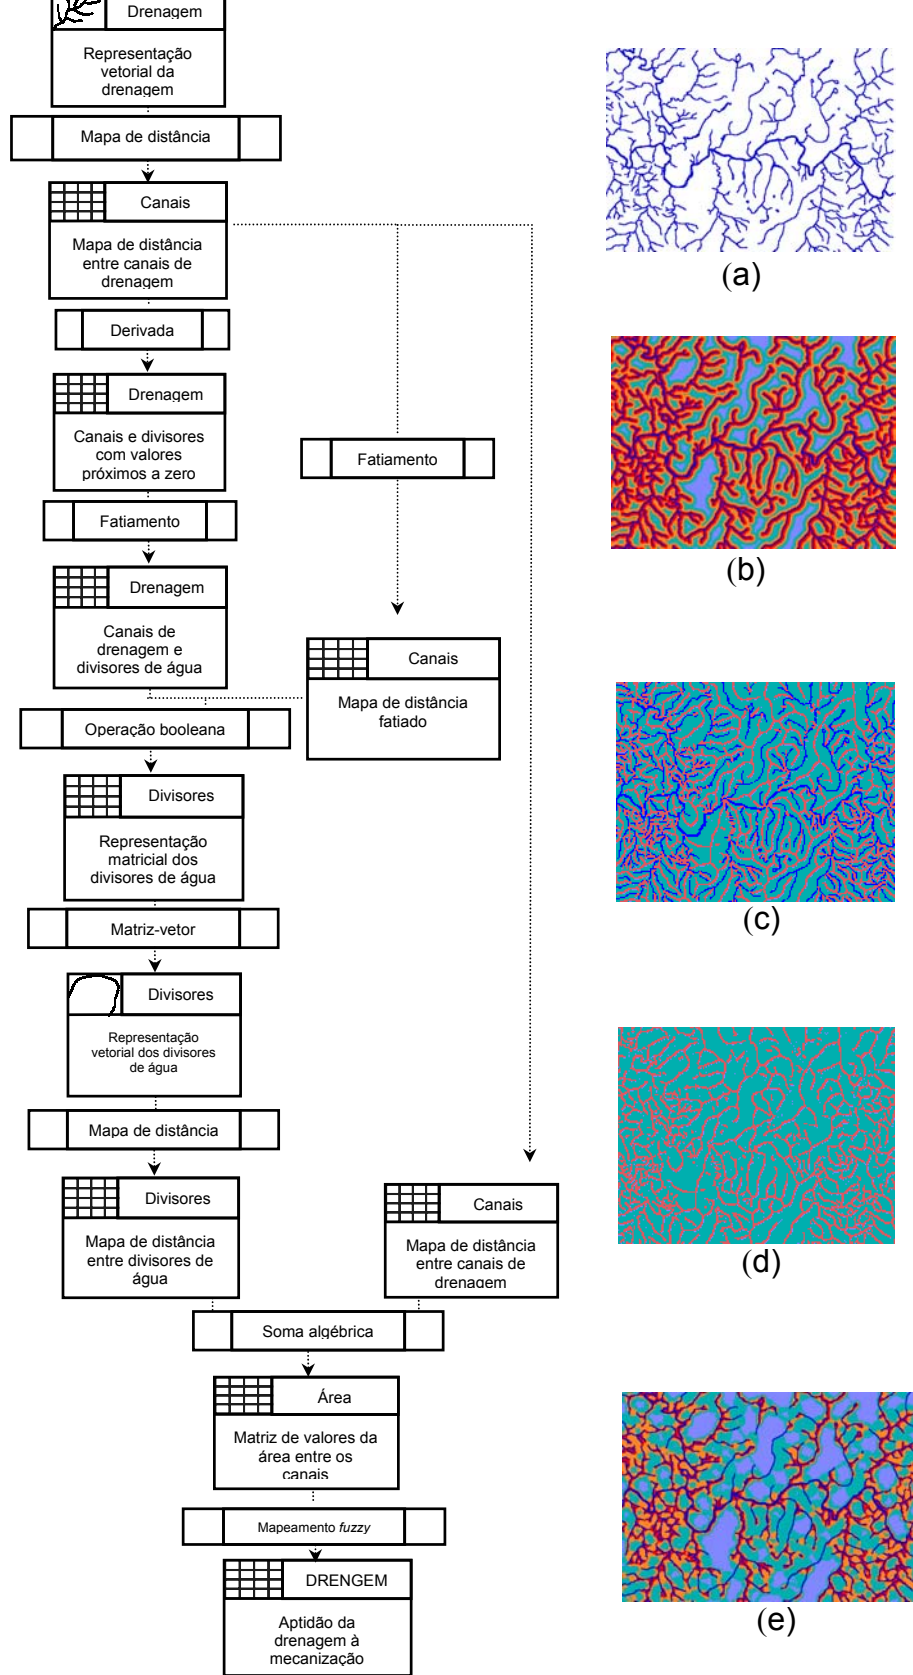 Drenagem
Representação
vetorial da
drenagem
Mapa de distância
Canais
Mapa de distância
entre canais de
drenagem
Derivada
Drenagem
Canais e divisores
com valores
próximos a zero
Fatiamento
Fatiamento
Drenagem
Canais de
drenagem e
divisores de água
Canais
Mapa de distância
fatiado
Operação booleana
Divisores
Representação
matricial dos
divisores de água
Matriz-vetor
Divisores
Representação
vetorial dos divisores
de água
Mapa de distância
Divisores
Mapa de distância
entre divisores de
água
Canais
Mapa de distância
entre canais de
drenagem
Soma algébrica
Área
Matriz de valores da
área entre os
canais
Mapeamento fuzzy
DRENGEM
Aptidão da
drenagem à
mecanização
(a)
(b)
(c)
(d)
(e)